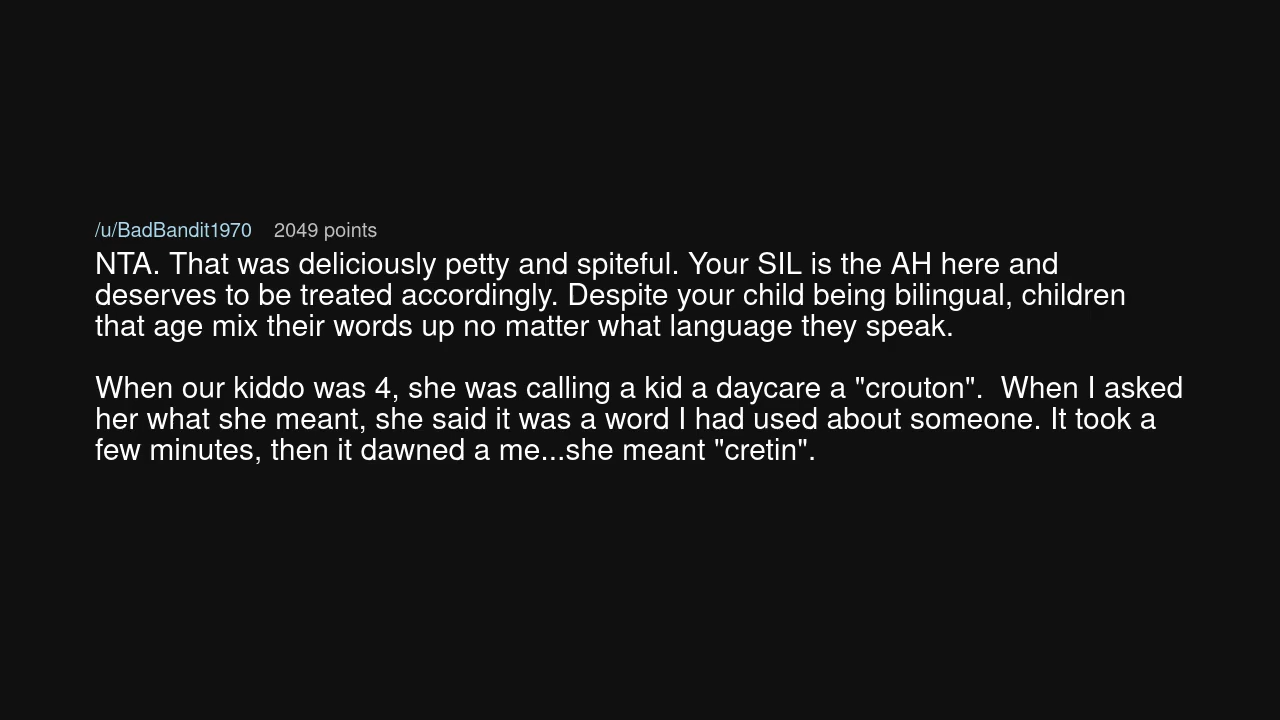 /u/BadBandit1970 2049 points
NTA. That was deliciously petty and spiteful. Your SIL is the AH here and
deserves to be treated accordingly. Despite your child being bilingual, children
that age mix their words up no matter what language they speak.
When our kiddo was 4, she was calling a kid a daycare a "crouton".  When I asked
her what she meant, she said it was a word I had used about someone. It took a
few minutes, then it dawned a me...she meant "cretin".